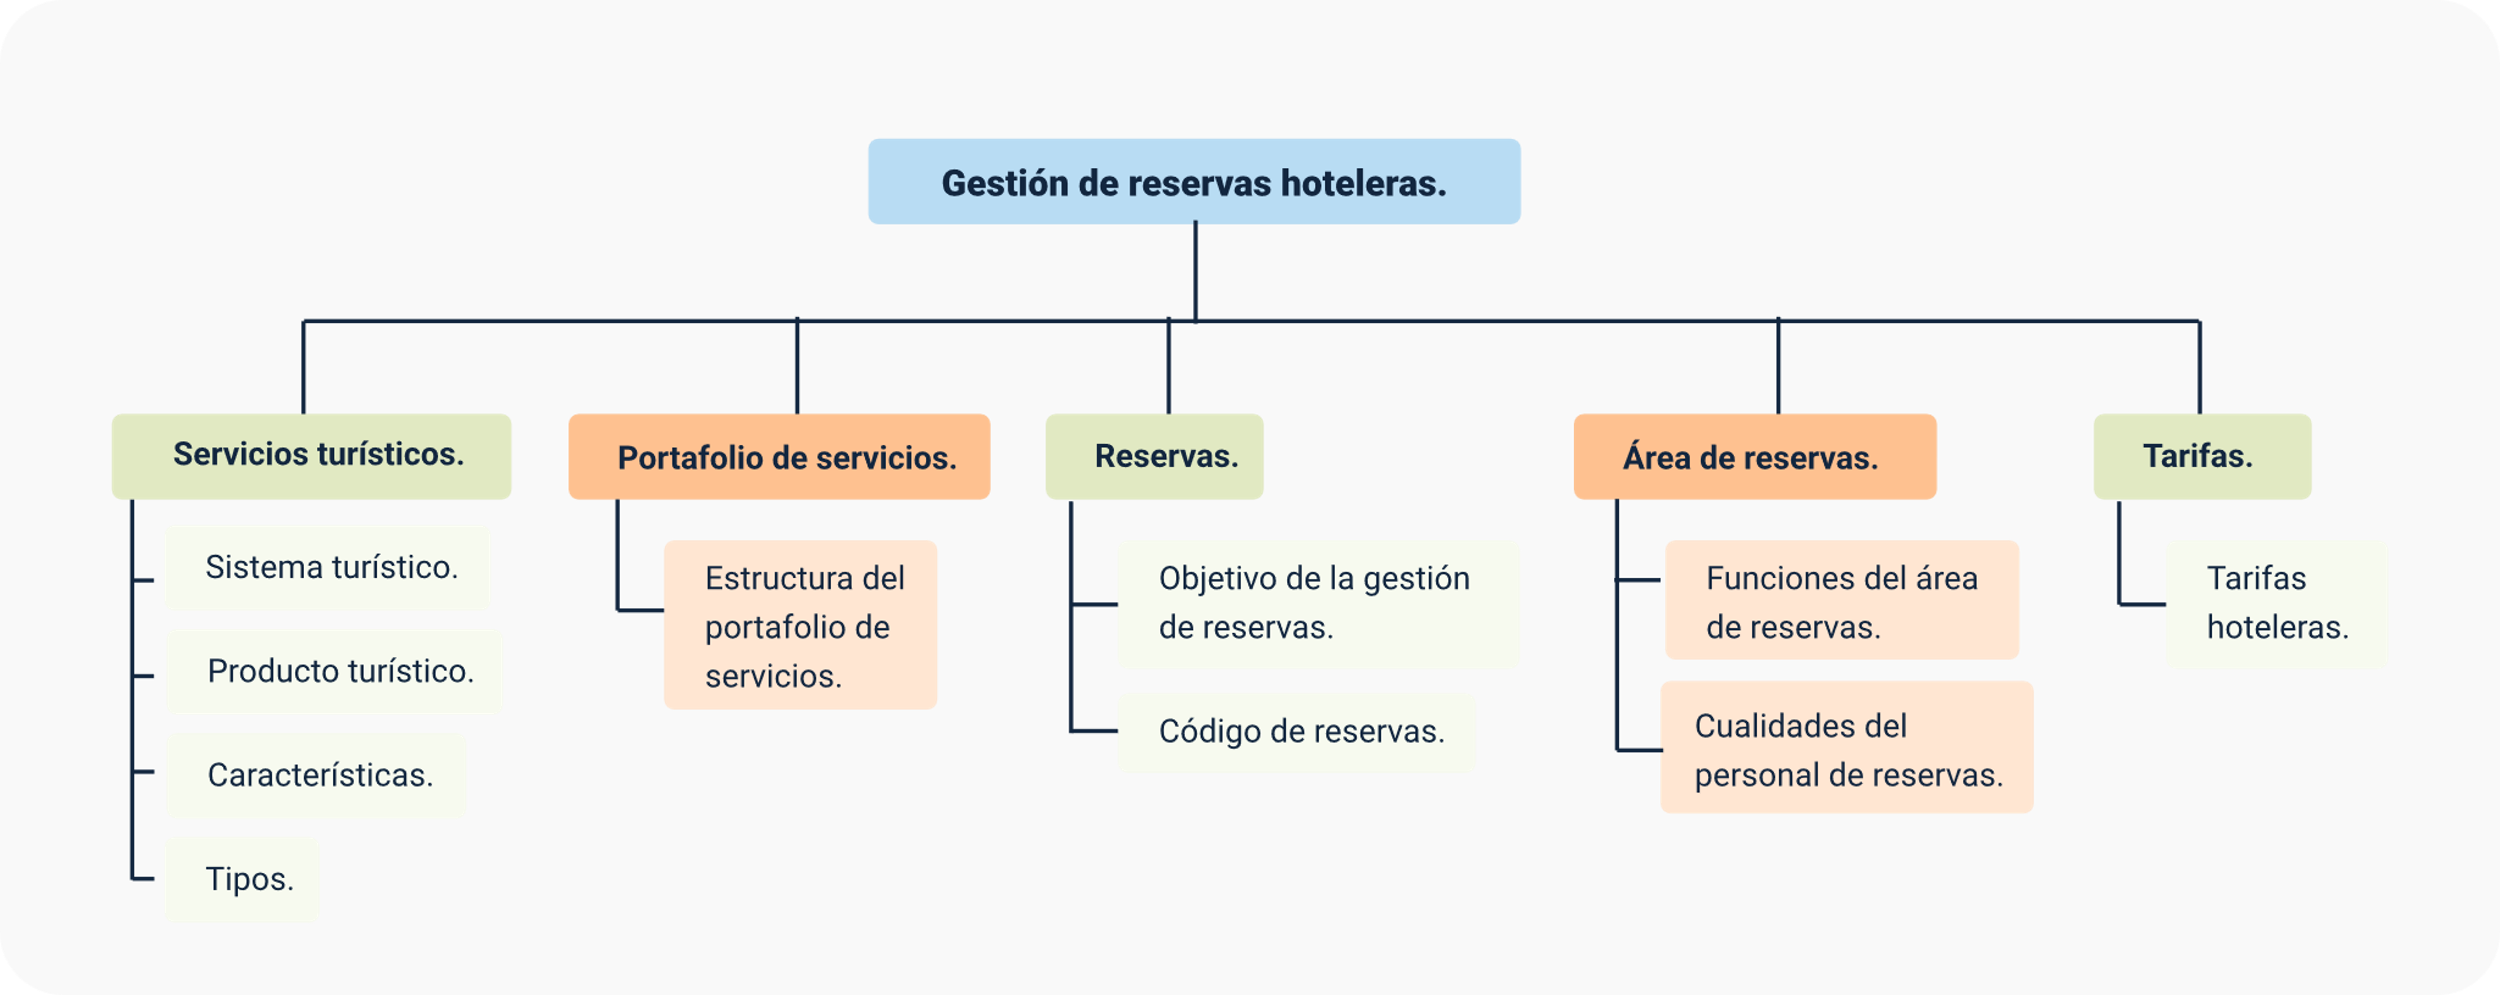 Gestión de reservas hoteleras.
Servicios turísticos.
Sistema turístico.
Producto turístico.
Características.
Tipos.
Portafolio de servicios.
Estructura del
portafolio de
servicios.
Reservas.
Objetivo de la gestión
de reservas.
Código de reservas.
Área de reservas.
Funciones del área
de reservas.
Cualidades del
personal de reservas.
Tarifas.
Tarifas
hoteleras.